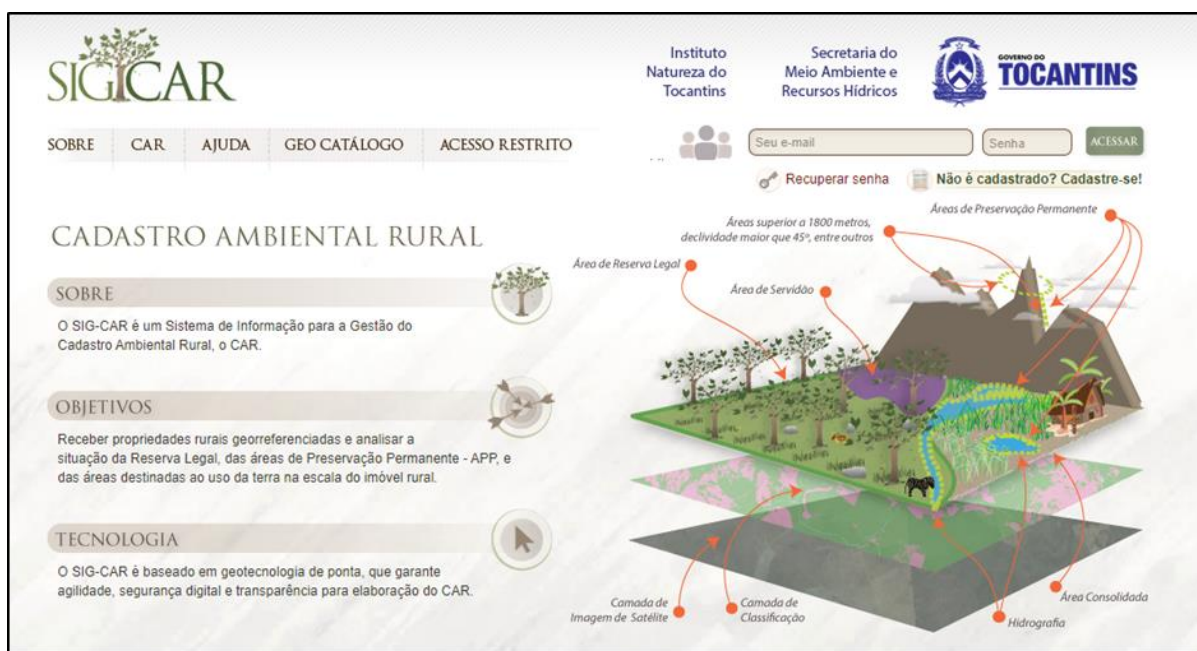 SIGCAR
Instituto
Natureza do
Tocantins
Secretaria do
Meio Ambiente e
Recursos Hídricos
GOVERNO DO
TOCANTINS
SOBRE
CAR
AJUDA
GEO CATÁLOGO
ACESSO RESTRITO
Seu e-mail
Senha
ACESSAR
Recuperar senha
Não é cadastrado? Cadastre-se!
CADASTRO AMBIENTAL RURAL
SOBRE
O SIG-CAR é um Sistema de Informação para a Gestão do
Cadastro Ambiental Rural, o CAR.
OBJETIVOS
Receber propriedades rurais georreferenciadas e analisar a
situação da Reserva Legal, das áreas de Preservação Permanente - APP, e
das áreas destinadas ao uso da terra na escala do imóvel rural.
TECNOLOGIA
O SIG-CAR é baseado em geotecnologia de ponta, que garante
agilidade, segurança digital e transparência para elaboração do CAR.
Áreas de Preservação Permanente
Áreas superior a 1800 metros,
declividade maior que 45º, entre outros
Área de Reserva Legal
Área de Servidão
Camada de
Imagem de Satélite
Camada de
Classificação
Hidrografia
Área Consolidada